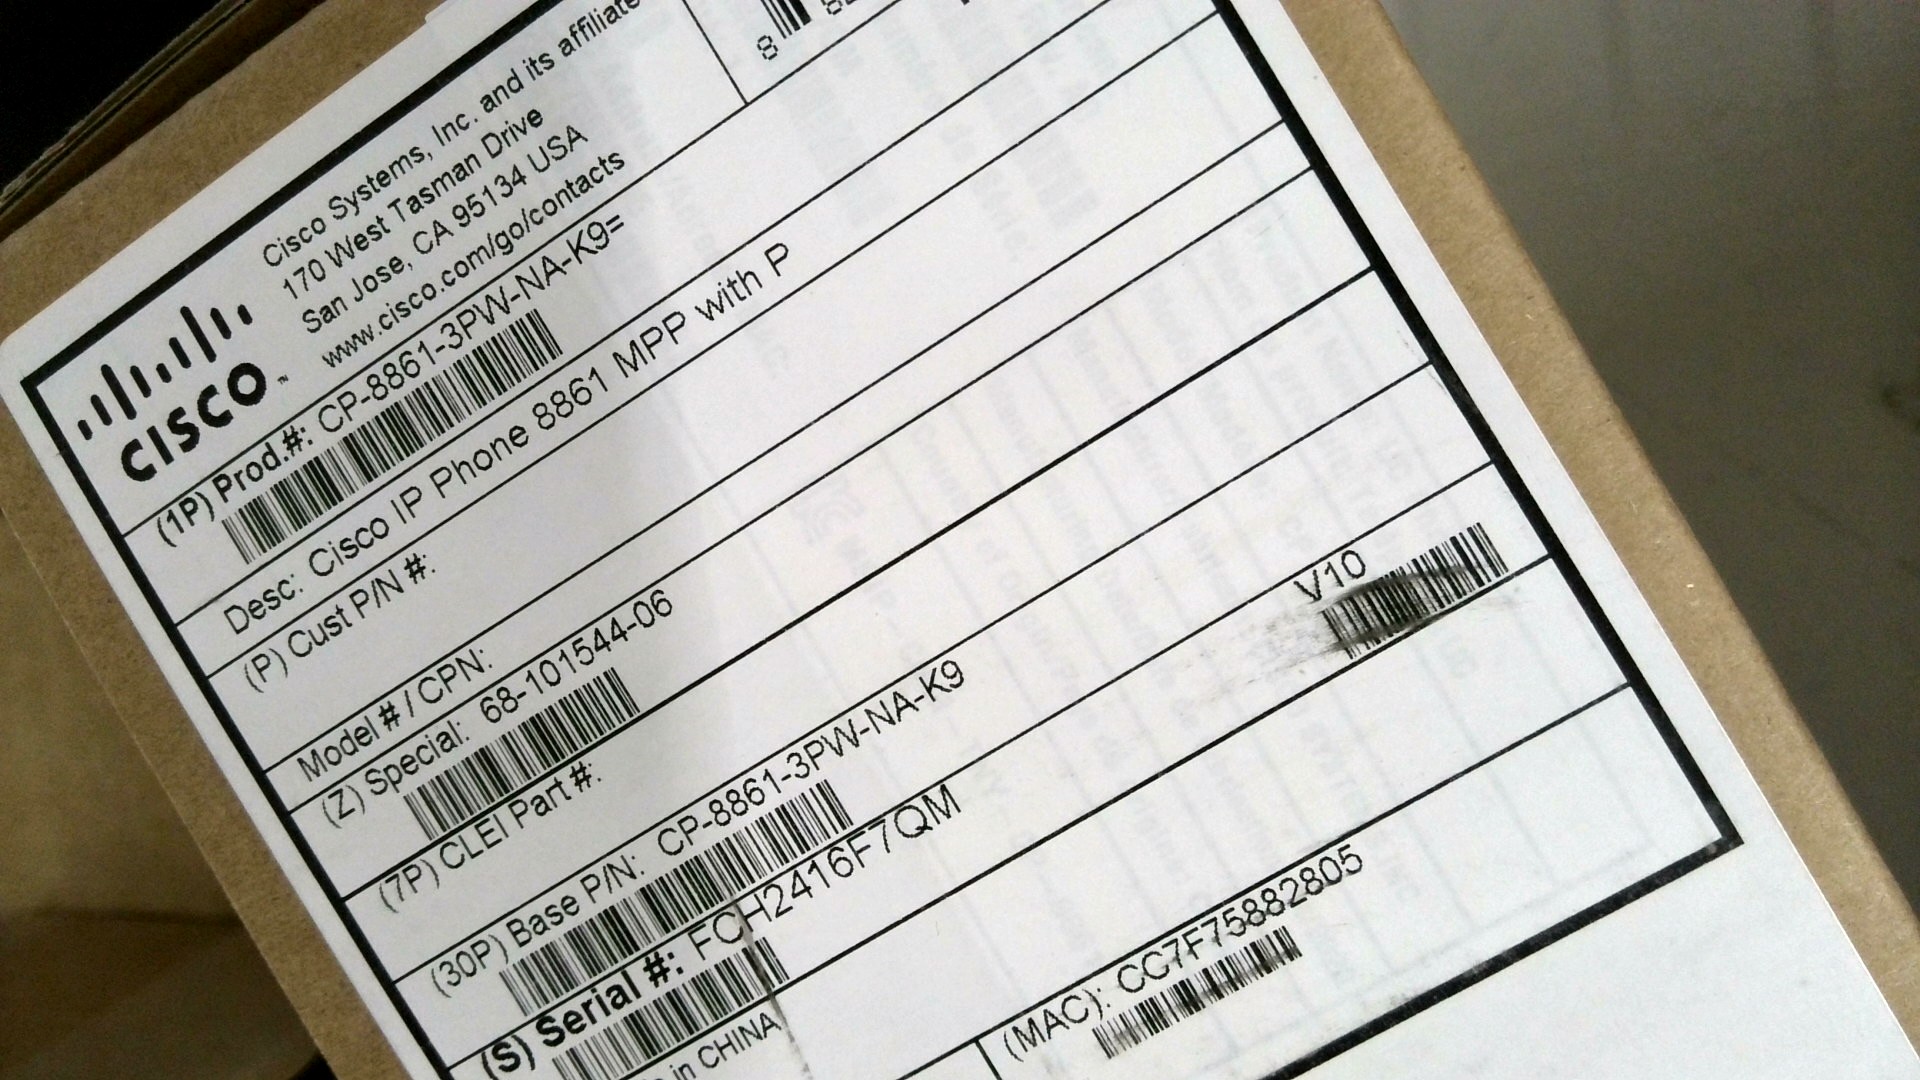 Cisco Systems, Inc. and its affiliate
170 West Tasman Drive
San Jose, CA 95134 USA
www.cisco.com/go/contacts
8
CISCO™
(1P) Prod.#: CP-8861-3PW-NA-K9=
Desc: Cisco IP Phone 8861 MPP with P
(P) Cust P/N #:
Model # / CPN:
(Z) Special: 68-101544-06
(7P) CLEI Part #:
(30P) Base P/N: CP-8861-3PW-NA-K9
V10
(S) Serial #: FCH2416F7QM
in CHINA
(MAC): CC7F75882805